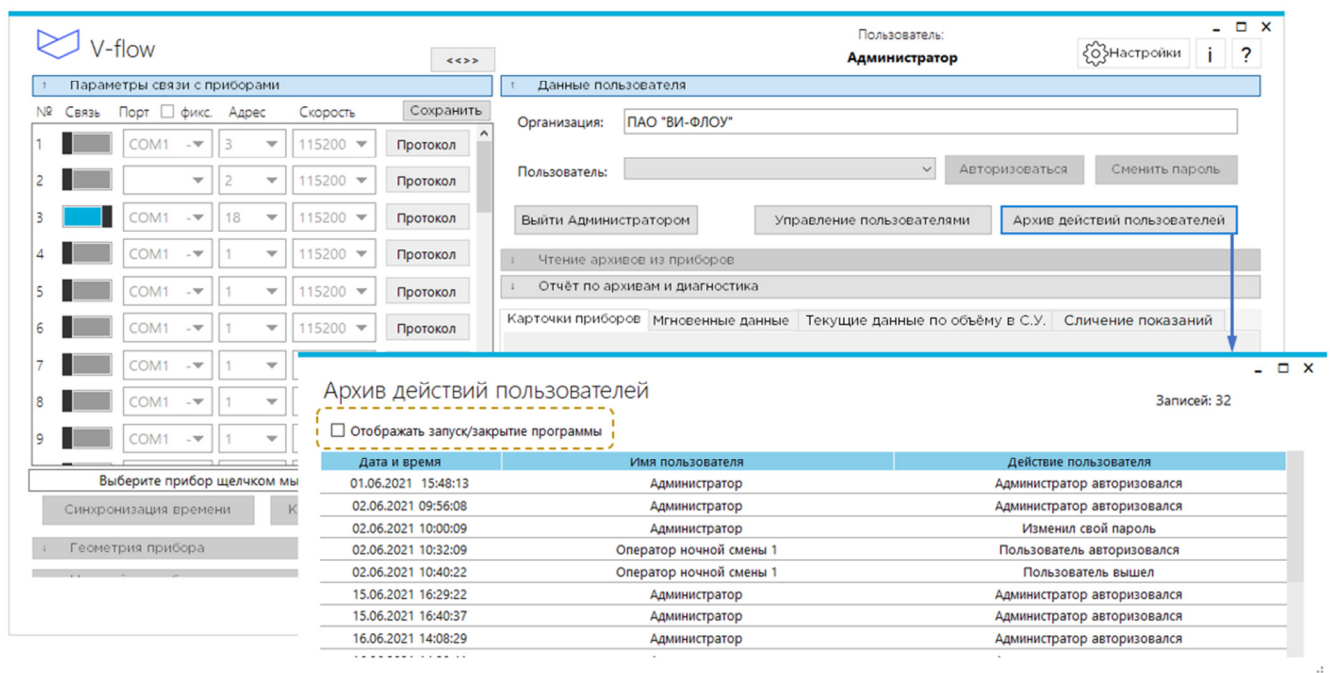 V-flow
<<>>
Пользователь:
Администратор
Настройки
i
?
↑ Параметры связи с приборами
№ Связь Порт фикс. Адрес Скорость Сохранить
1 COM1 - 3 115200 Протокол
2 2 115200 Протокол
3 COM1 - 18 115200 Протокол
4 COM1 - 1 115200 Протокол
5 COM1 - 1 115200 Протокол
6 COM1 - 1 115200 Протокол
7 COM1 - 1
8 COM1 - 1
9 COM1 - 1
Выберите прибор щелчком мы
Синхронизация времени К
↓ Геометрия прибора
↑ Данные пользователя
Организация: ПАО "ВИ-ФЛОУ"
Пользователь: Авторизоваться Сменить пароль
Выйти Администратором Управление пользователями Архив действий пользователей
↓ Чтение архивов из приборов
↓ Отчёт по архивам и диагностика
Карточки приборов Мгновенные данные Текущие данные по объёму в С.У. Сличение показаний
Архив действий пользователей
Записей: 32
Отображать запуск/закрытие программы
Дата и время Имя пользователя Действие пользователя
01.06.2021 15:48:13 Администратор Администратор авторизовался
02.06.2021 09:56:08 Администратор Администратор авторизовался
02.06.2021 10:00:09 Администратор Изменил свой пароль
02.06.2021 10:32:09 Оператор ночной смены 1 Пользователь авторизовался
02.06.2021 10:40:22 Оператор ночной смены 1 Пользователь вышел
15.06.2021 16:29:22 Администратор Администратор авторизовался
15.06.2021 16:40:37 Администратор Администратор авторизовался
16.06.2021 14:08:29 Администратор Администратор авторизовался